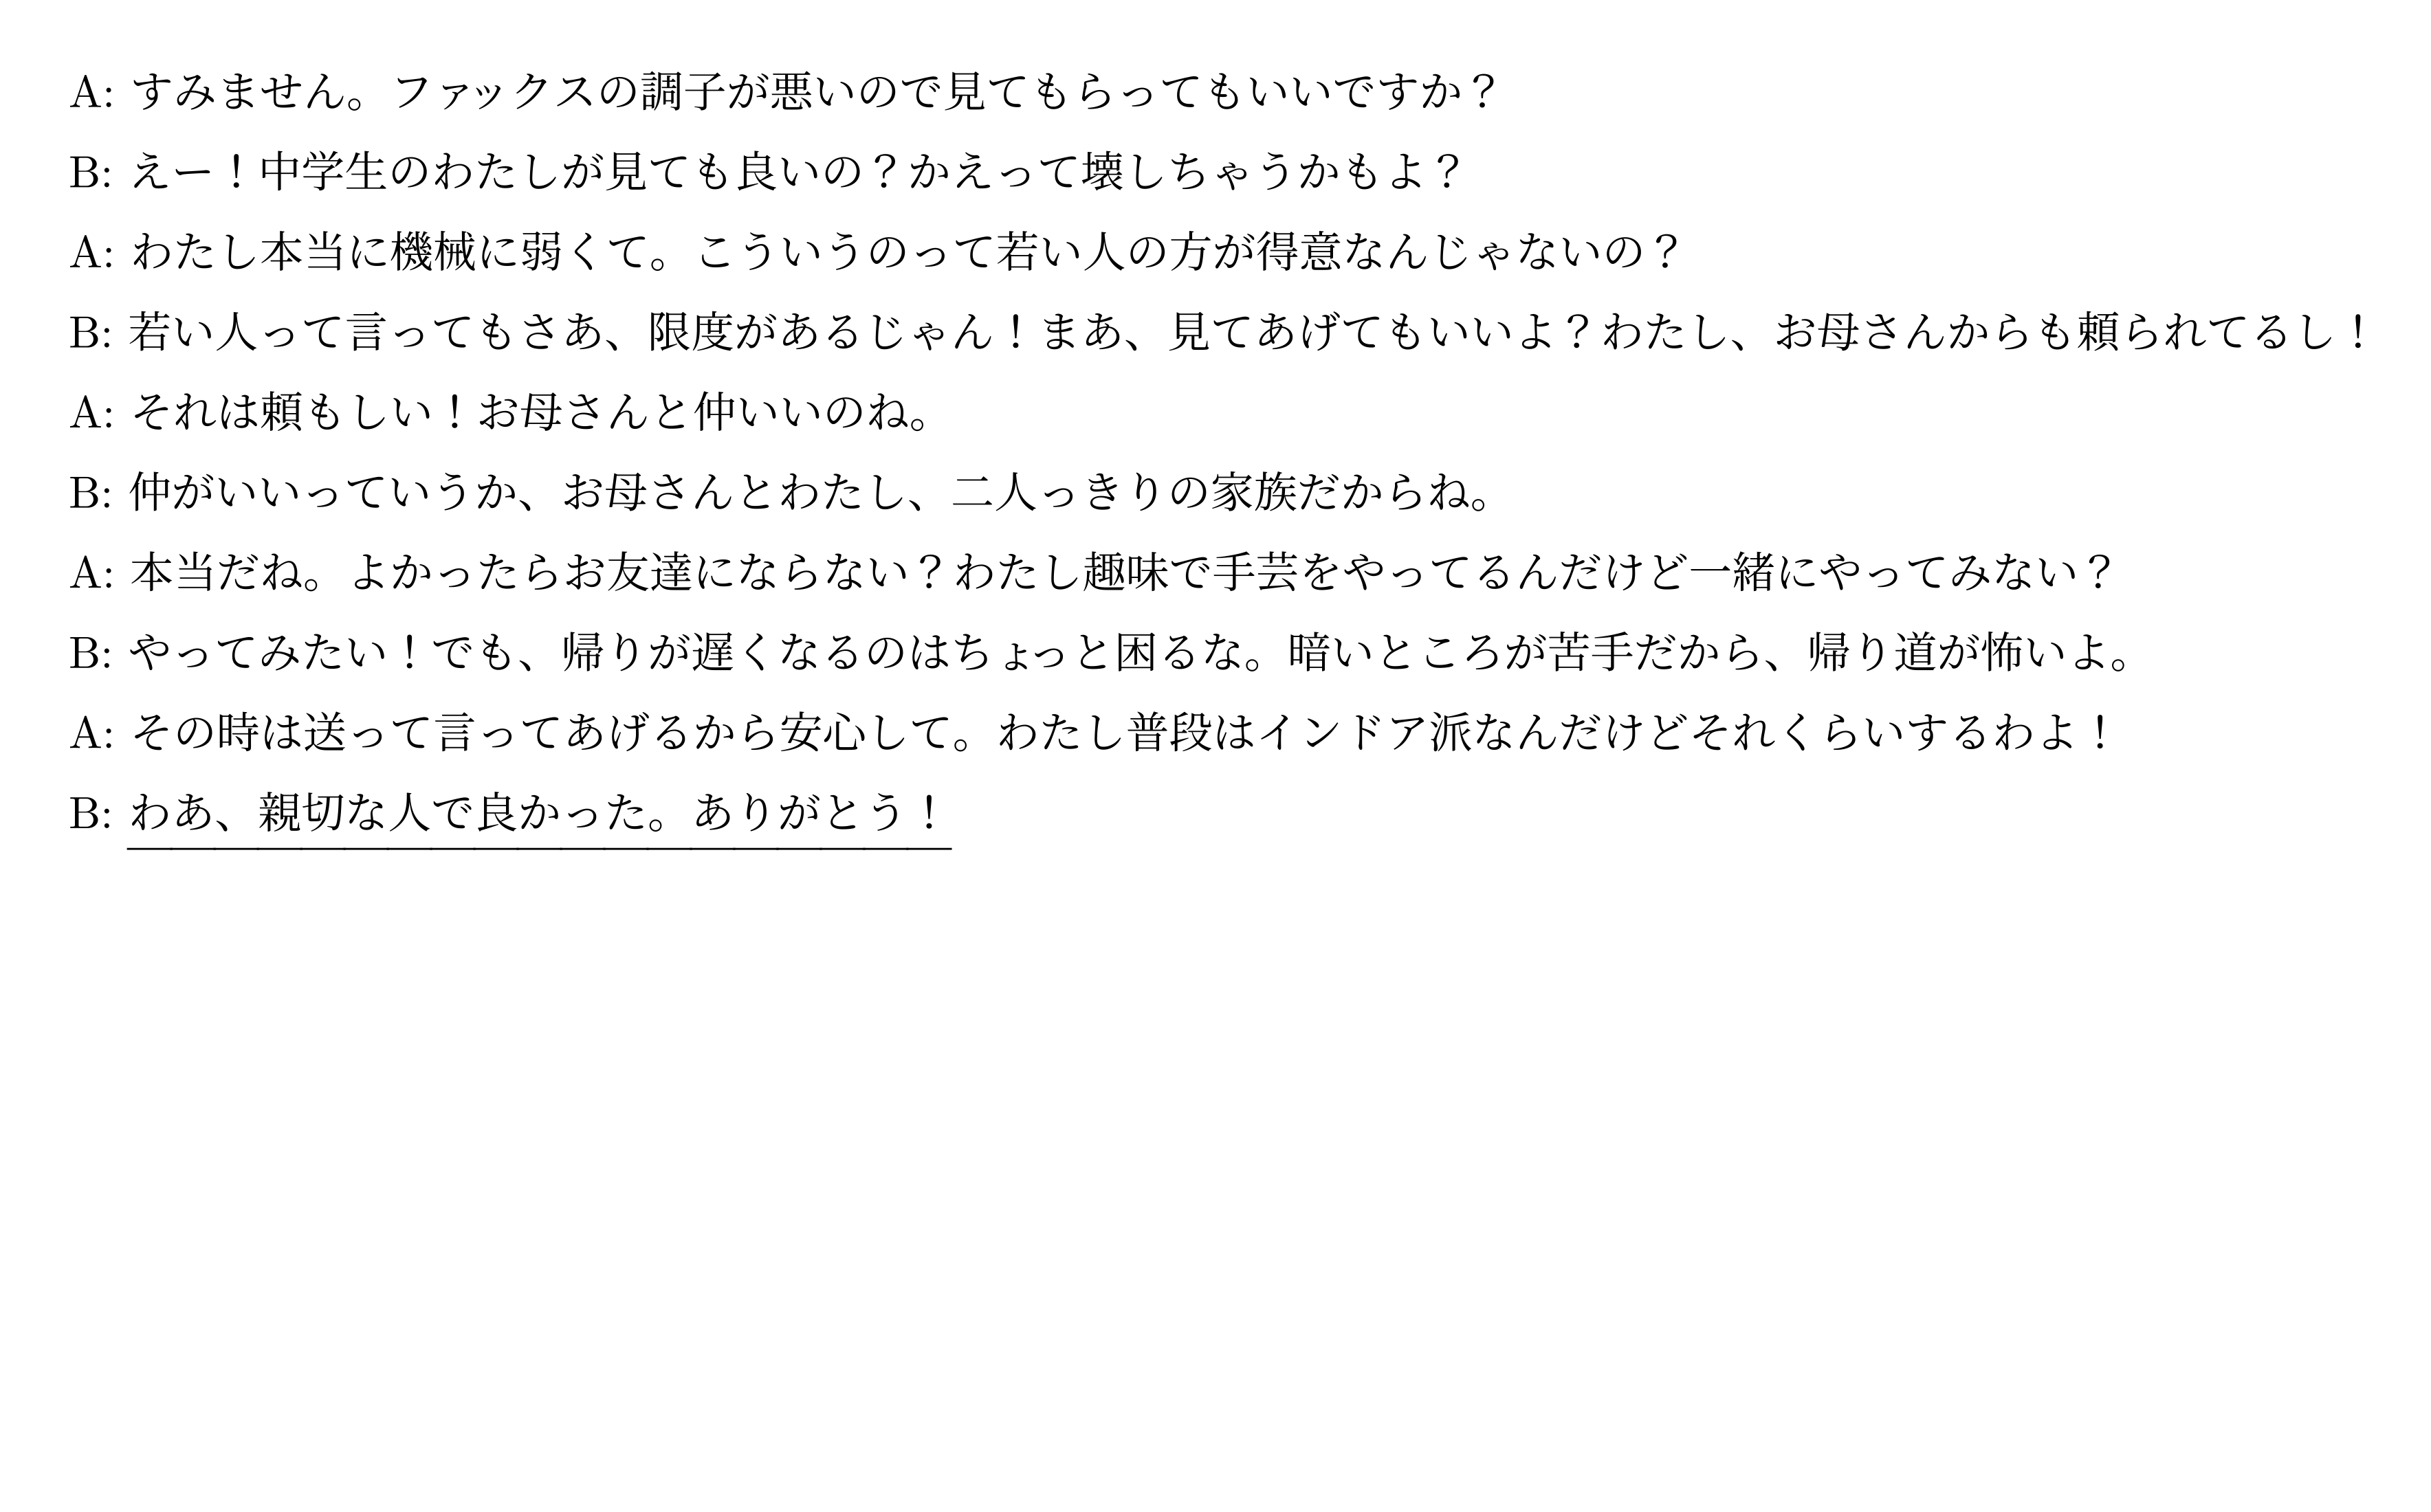 A: すみません。ファックスの調子が悪いので見てもらってもいいですか？
B: えー！中学生のわたしが見ても良いの？かえって壊しちゃうかもよ？
A: わたし本当に機械に弱くて。こういうのって若い人の方が得意なんじゃないの？
B: 若い人って言ってもさあ、限度があるじゃん！まあ、見てあげてもいいよ？わたし、お母さんからも頼られてるし！
A: それは頼もしい！お母さんと仲いいのね。
B: 仲がいいっていうか、お母さんとわたし、二人っきりの家族だからね。
A: 本当だね。よかったらお友達にならない？わたし趣味で手芸をやってるんだけど一緒にやってみない？
B: やってみたい！でも、帰りが遅くなるのはちょっと困るな。暗いところが苦手だから、帰り道が怖いよ。
A: その時は送って言ってあげるから安心して。わたし普段はインドア派なんだけどそれくらいするわよ！
B: わあ、親切な人で良かった。ありがとう！